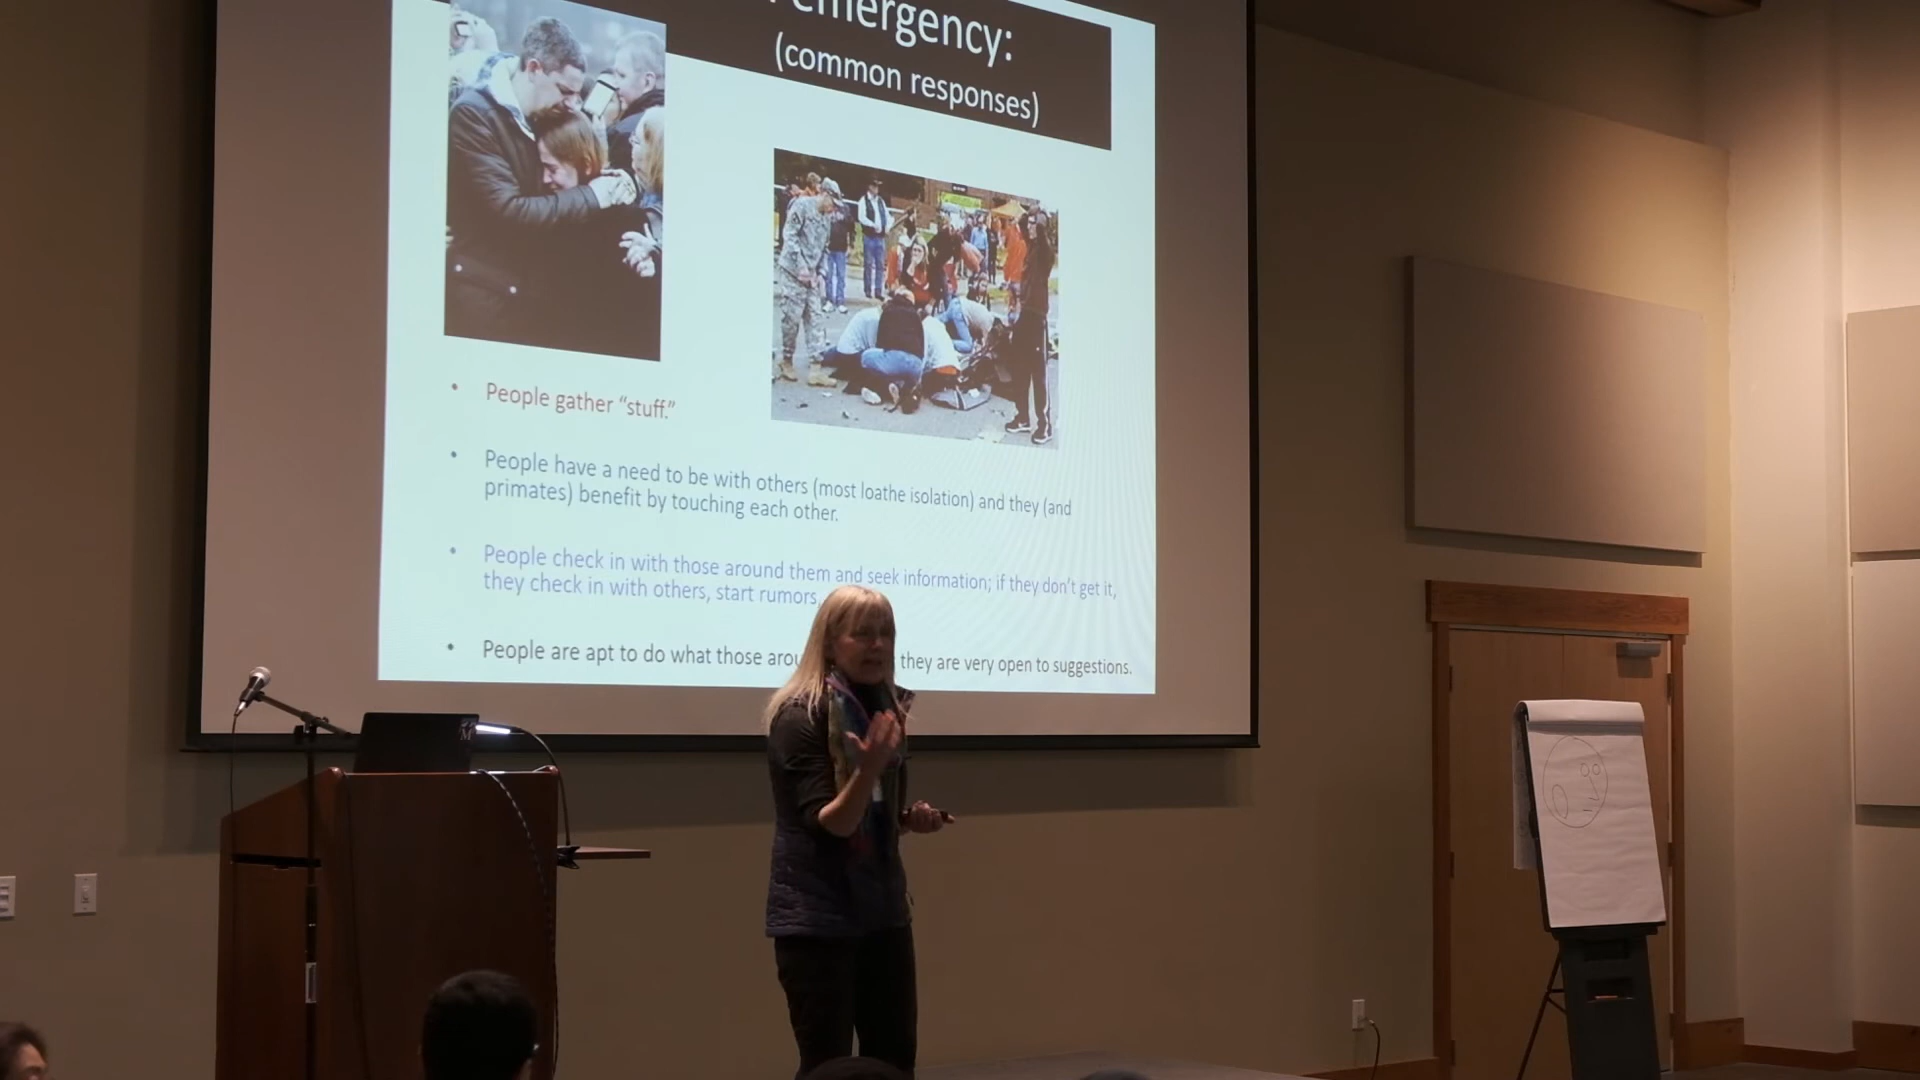 emergency:
(common responses)
• People gather “stuff.”
• People have a need to be with others (most loathe isolation) and they (and
primates) benefit by touching each other.
• People check in with those around them and seek information; if they don’t get it,
they check in with others, start rumors
• People are apt to do what those they are very open to suggestions.